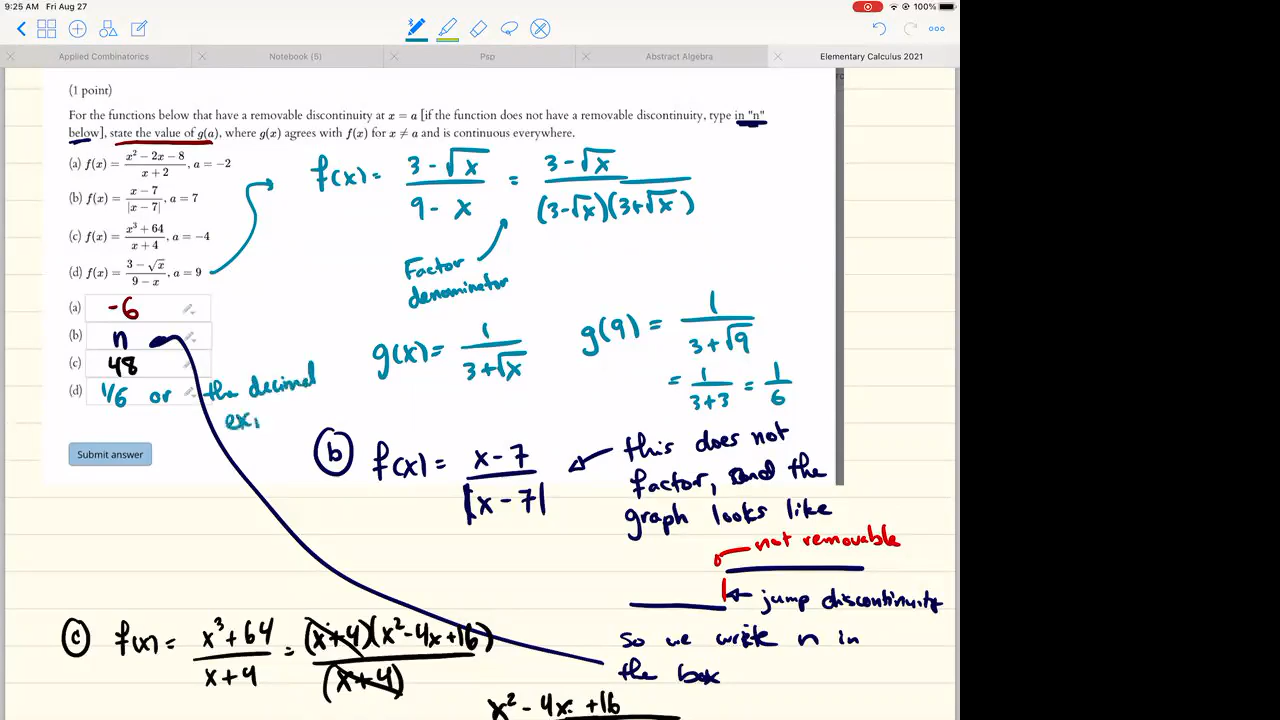 9:25 AM Fri Aug 27
100%
Applied Combinatorics
Notebook (5)
Psp
Abstract Algebra
Elementary Calculus 2021
(1 point)
For the functions below that have a removable discontinuity at x = a [if the function does not have a removable discontinuity, type in "n"
below], state the value of g(a), where g(x) agrees with f(x) for x ≠ a and is continuous everywhere.
(a) f(x) = (x² − 2x − 8)/(x + 2), a = −2
(b) f(x) = (x − 7)/|x − 7|, a = 7
(c) f(x) = (x³ + 64)/(x + 4), a = −4
(d) f(x) = (3 − √x)/(9 − x), a = 9
f(x) = (3 - √x)/(9 - x) = (3 - √x)/((3-√x)(3+√x))
Factor
denominator
(a) -6
(b) n
(c) 48
(d) 1/6 or the decimal
ex
g(x) = 1/(3+√x)
g(9) = 1/(3+√9)
= 1/(3+3) = 1/6
Submit answer
(b) f(x) = (x-7)/|x-7|
this does not
factor, and the
graph looks like
not removable
jump discontinuity
so we write n in
the box
(c) f(x) = (x³+64)/(x+4) = ((x+4)(x²-4x+16))/(x+4)
x² - 4x +16